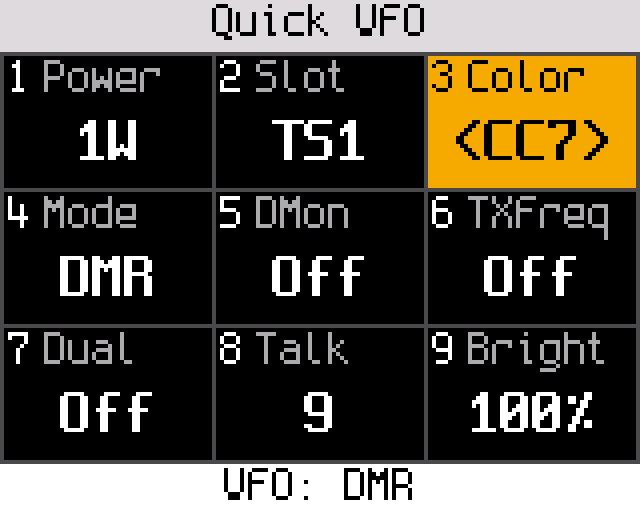 Quick VFO
1 Power 2 Slot 3 Color
1W TS1 <CC7>
4 Mode 5 DMon 6 TXFreq
DMR Off Off
7 Dual 8 Talk 9 Bright
Off 9 100%
VFO: DMR